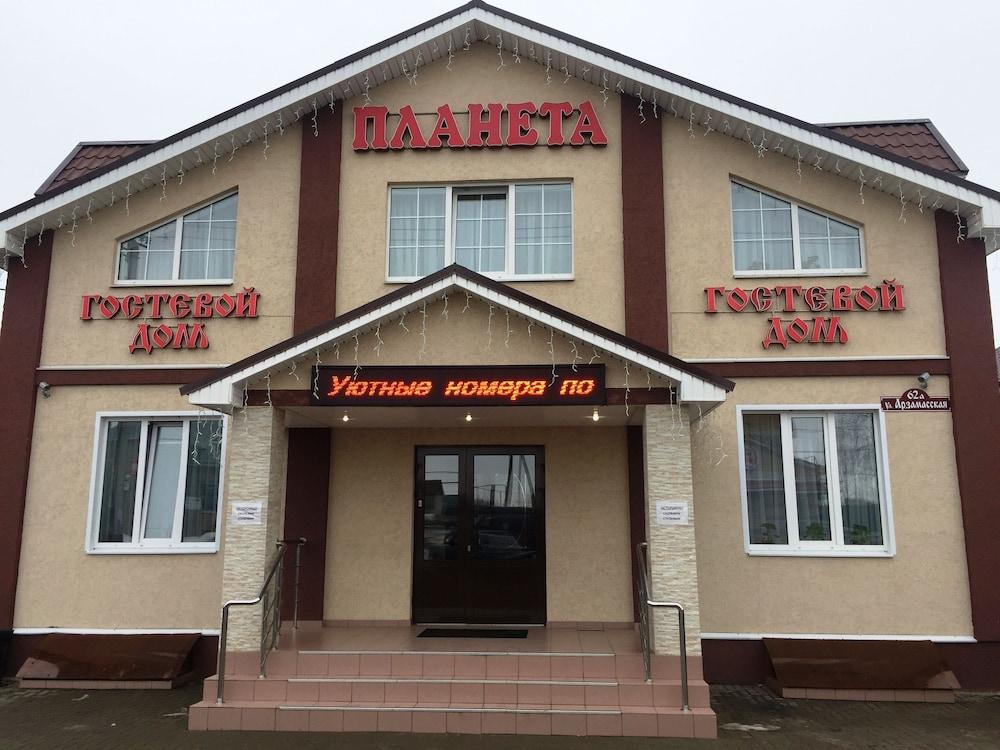 ПЛАНЕТА
ГОСТЕВОЙ
ДОМ
ГОСТЕВОЙ
ДОМ
Уютные номера по
62а
ул. Арзамасская